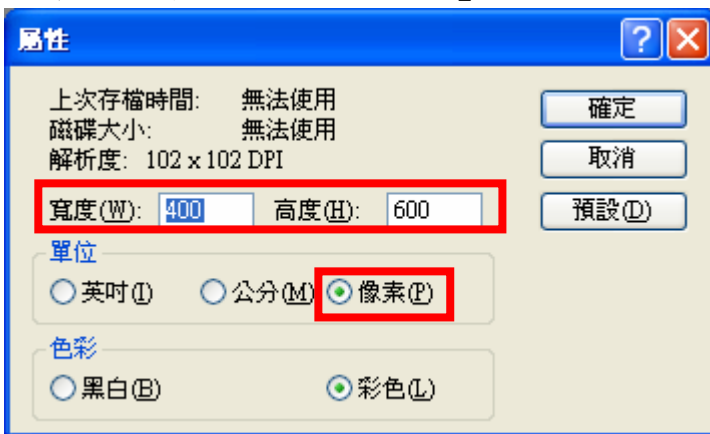 屬性
上次存檔時間: 無法使用
磁碟大小: 無法使用
解析度: 102 x 102 DPI
寬度(W): 400 高度(H): 600
單位
英吋(I) 公分(M) 像素(P)
色彩
黑白(B) 彩色(L)
確定
取消
預設(D)